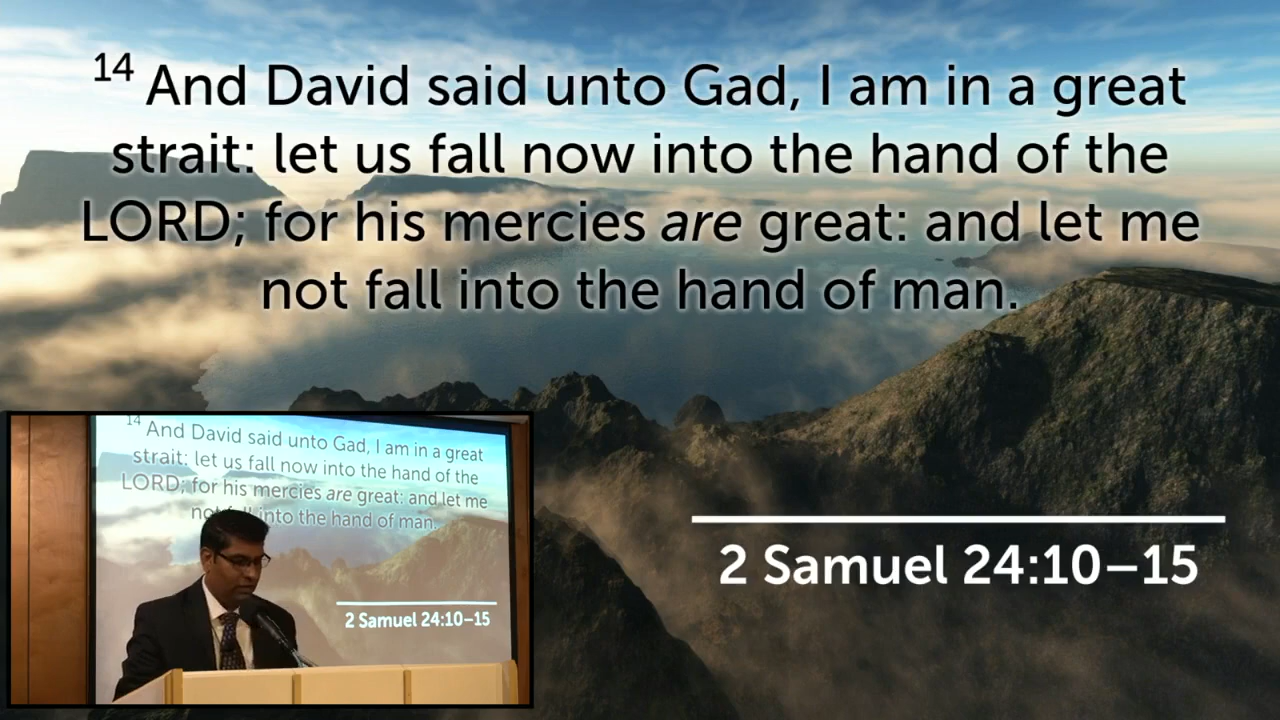 14 And David said unto Gad, I am in a great
strait: let us fall now into the hand of the
LORD; for his mercies are great: and let me
not fall into the hand of man.
2 Samuel 24:10–15
14 And David said unto Gad, I am in a great
strait: let us fall now into the hand of the
LORD; for his mercies are great: and let me
into the hand of man.
2 Samuel 24:10–15